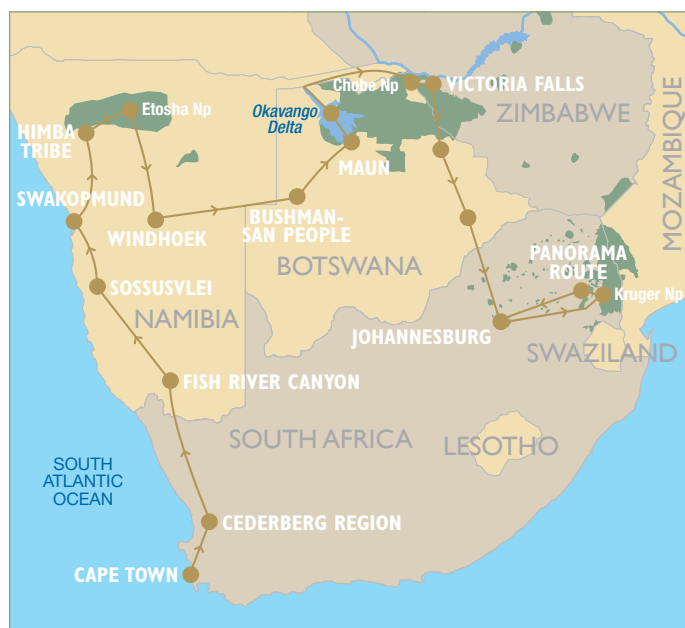 Chobe Np
VICTORIA FALLS
Etosha Np
Okavango
Delta
ZIMBABWE
MOZAMBIQUE
HIMBA
TRIBE
MAUN
SWAKOPMUND
BUSHMAN-
SAN PEOPLE
WINDHOEK
BOTSWANA
PANORAMA
ROUTE
SOSSUSVLEI
Kruger Np
NAMIBIA
JOHANNESBURG
SWAZILAND
FISH RIVER CANYON
SOUTH AFRICA
LESOTHO
SOUTH
ATLANTIC
OCEAN
CEDERBERG REGION
CAPE TOWN